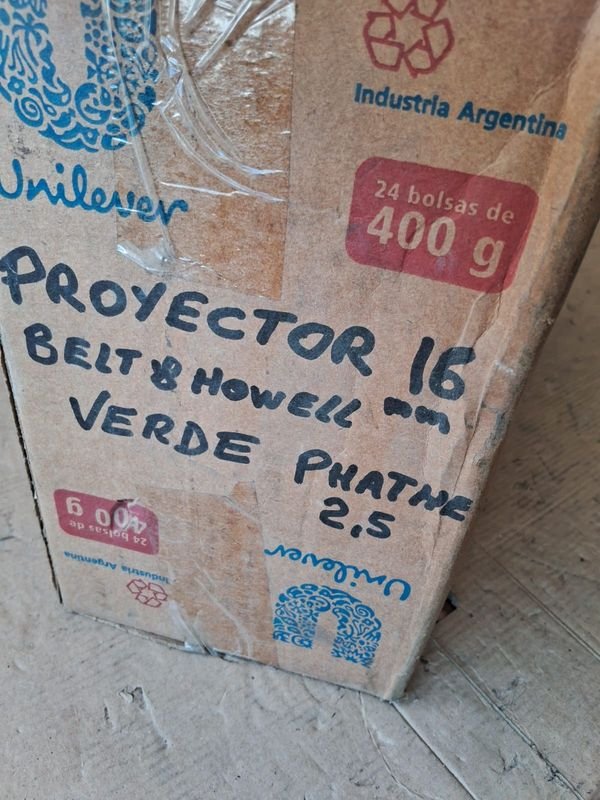 Industria Argentina
Unilever
24 bolsas de
400 g
PROYECTOR 16
BELT & HOWELL mm
VERDE PHATHE
2,5
24 bolsas de
400 g
Unilever
Industria Argentina